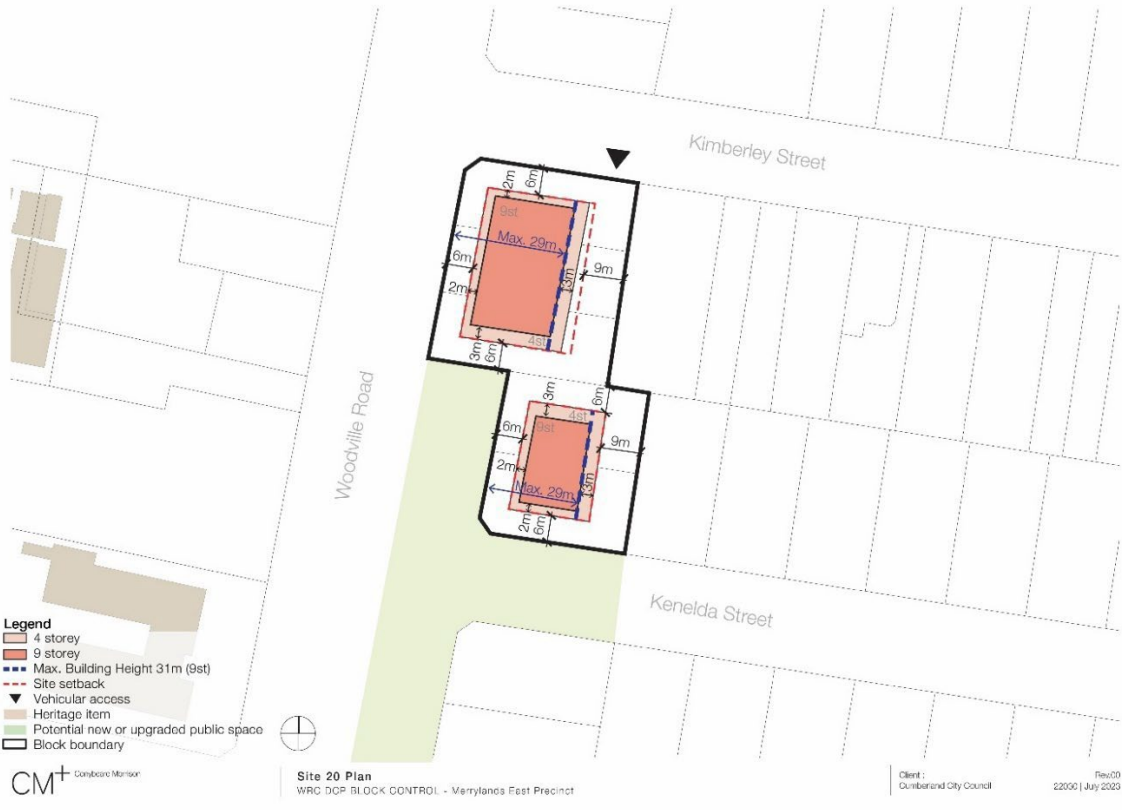 Kimberley Street
2m
6m
9st
Max. 29m
6m
9m
13m
2m
4st
3m
6m
Woodville Road
3m
6m
4st
9st
6m
9m
2m
Max. 29m
13m
2m
6m
Kenelda Street
Legend
4 storey
9 storey
Max. Building Height 31m (9st)
Site setback
Vehicular access
Heritage item
Potential new or upgraded public space
Block boundary
CM+ Conybeare Morrison
Site 20 Plan
WRC DCP BLOCK CONTROL - Merrylands East Precinct
Client :
Cumberland City Council
Rev.00
22030 | July 2023